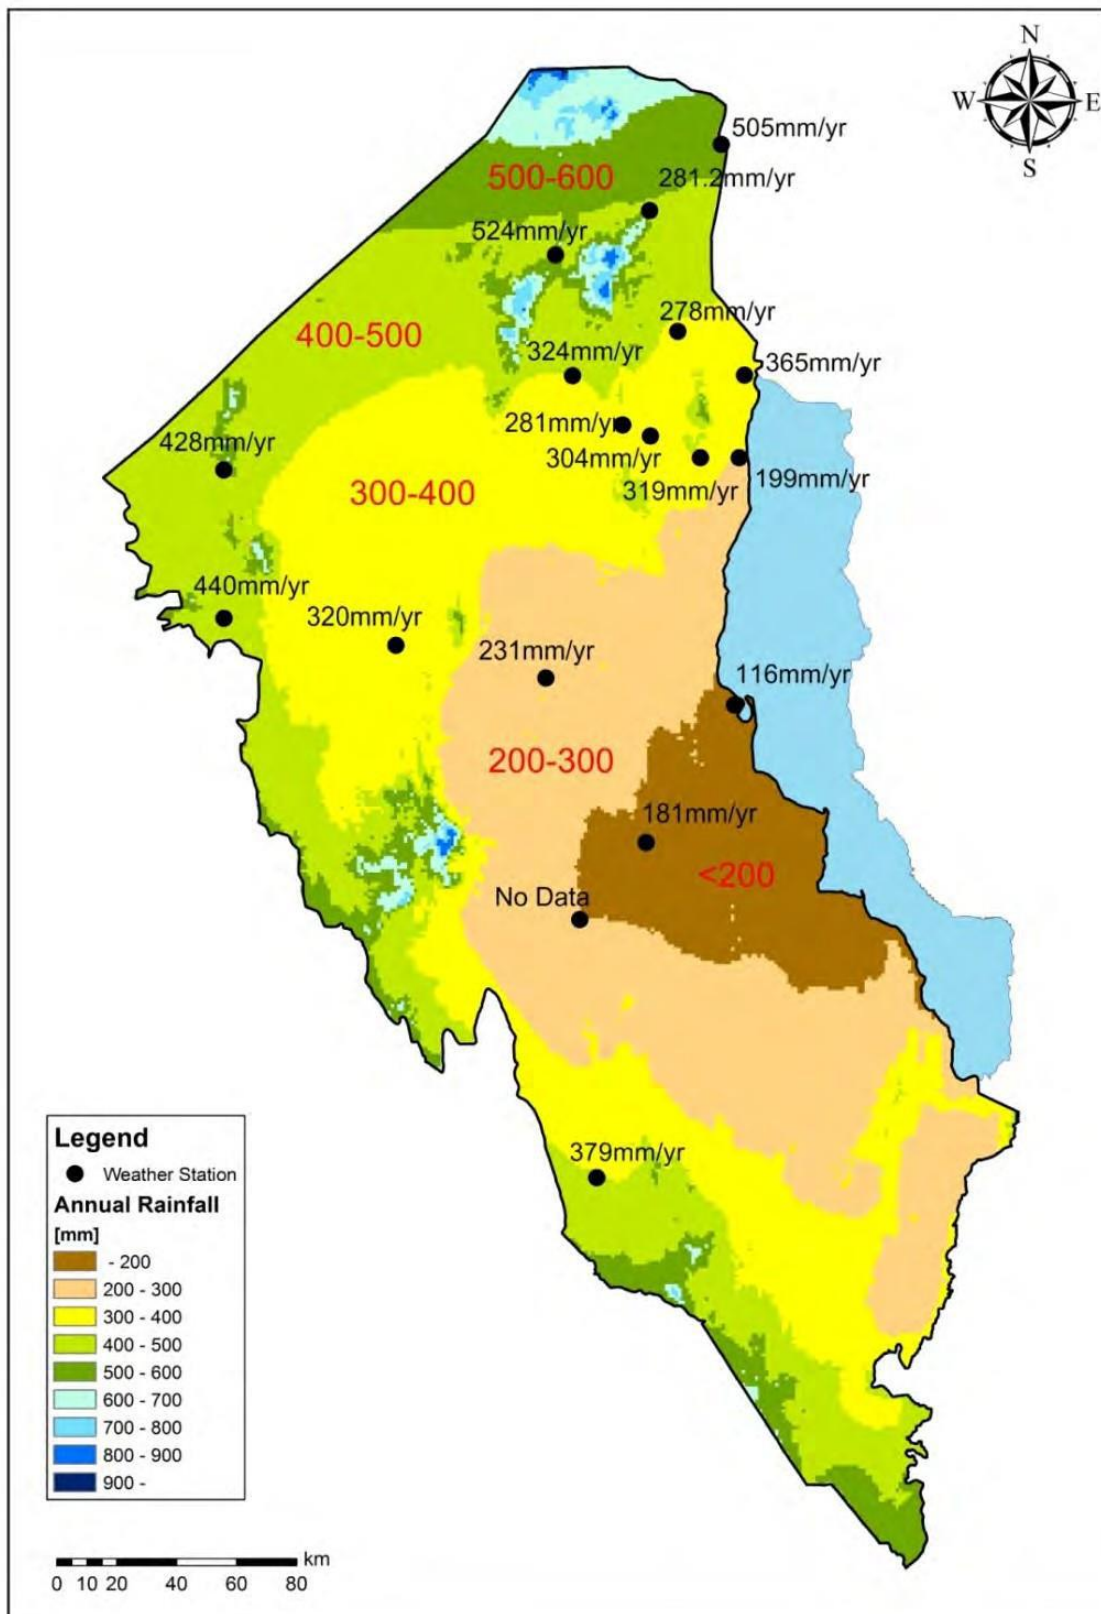 N
W E
S
505mm/yr
500-600
281.2mm/yr
524mm/yr
278mm/yr
400-500
324mm/yr
365mm/yr
281mm/yr
428mm/yr
304mm/yr
319mm/yr
199mm/yr
300-400
440mm/yr
320mm/yr
231mm/yr
116mm/yr
200-300
181mm/yr
<200
No Data
379mm/yr
Legend
Weather Station
Annual Rainfall
[mm]
- 200
200 - 300
300 - 400
400 - 500
500 - 600
600 - 700
700 - 800
800 - 900
900 -
km
0 10 20 40 60 80